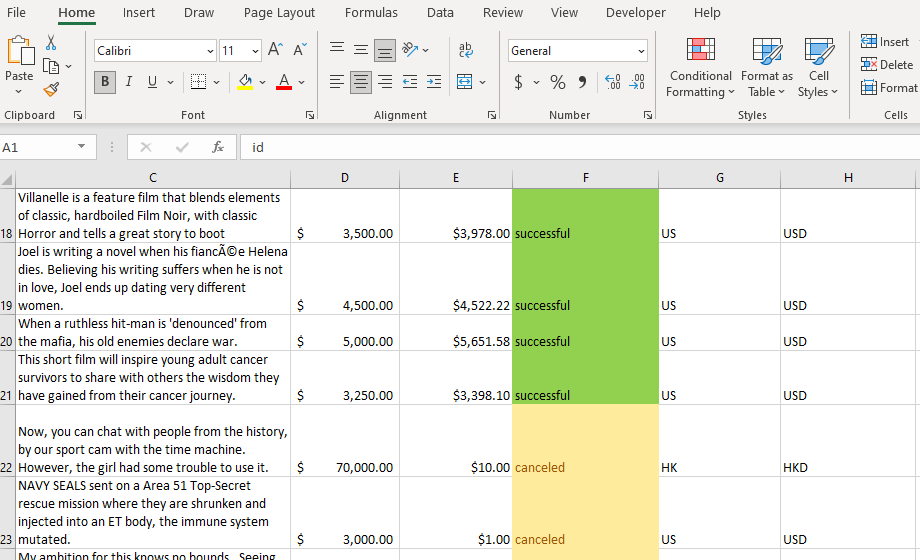 File Home Insert Draw Page Layout Formulas Data Review View Developer Help
Calibri 11 A^ A˅ ab General Insert
Paste B I U A $ % , .00 .00 Conditional Formatting Format as Table Cell Styles Delete
Format
Clipboard Font Alignment Number Styles Cells
A1 fx id
C D E F G H
Villanelle is a feature film that blends elements
of classic, hardboiled Film Noir, with classic
18 Horror and tells a great story to boot $ 3,500.00 $3,978.00 successful US USD
Joel is writing a novel when his fiancÃ©e Helena
dies. Believing his writing suffers when he is not
in love, Joel ends up dating very different
19 women. $ 4,500.00 $4,522.22 successful US USD
When a ruthless hit-man is 'denounced' from
20 the mafia, his old enemies declare war. $ 5,000.00 $5,651.58 successful US USD
This short film will inspire young adult cancer
survivors to share with others the wisdom they
21 have gained from their cancer journey. $ 3,250.00 $3,398.10 successful US USD
Now, you can chat with people from the history,
by our sport cam with the time machine.
22 However, the girl had some trouble to use it. $ 70,000.00 $10.00 canceled HK HKD
NAVY SEALS sent on a Area 51 Top-Secret
rescue mission where they are shrunken and
injected into an ET body, the immune system
23 mutated. $ 3,000.00 $1.00 canceled US USD
My ambition for this knows no bounds. Seeing